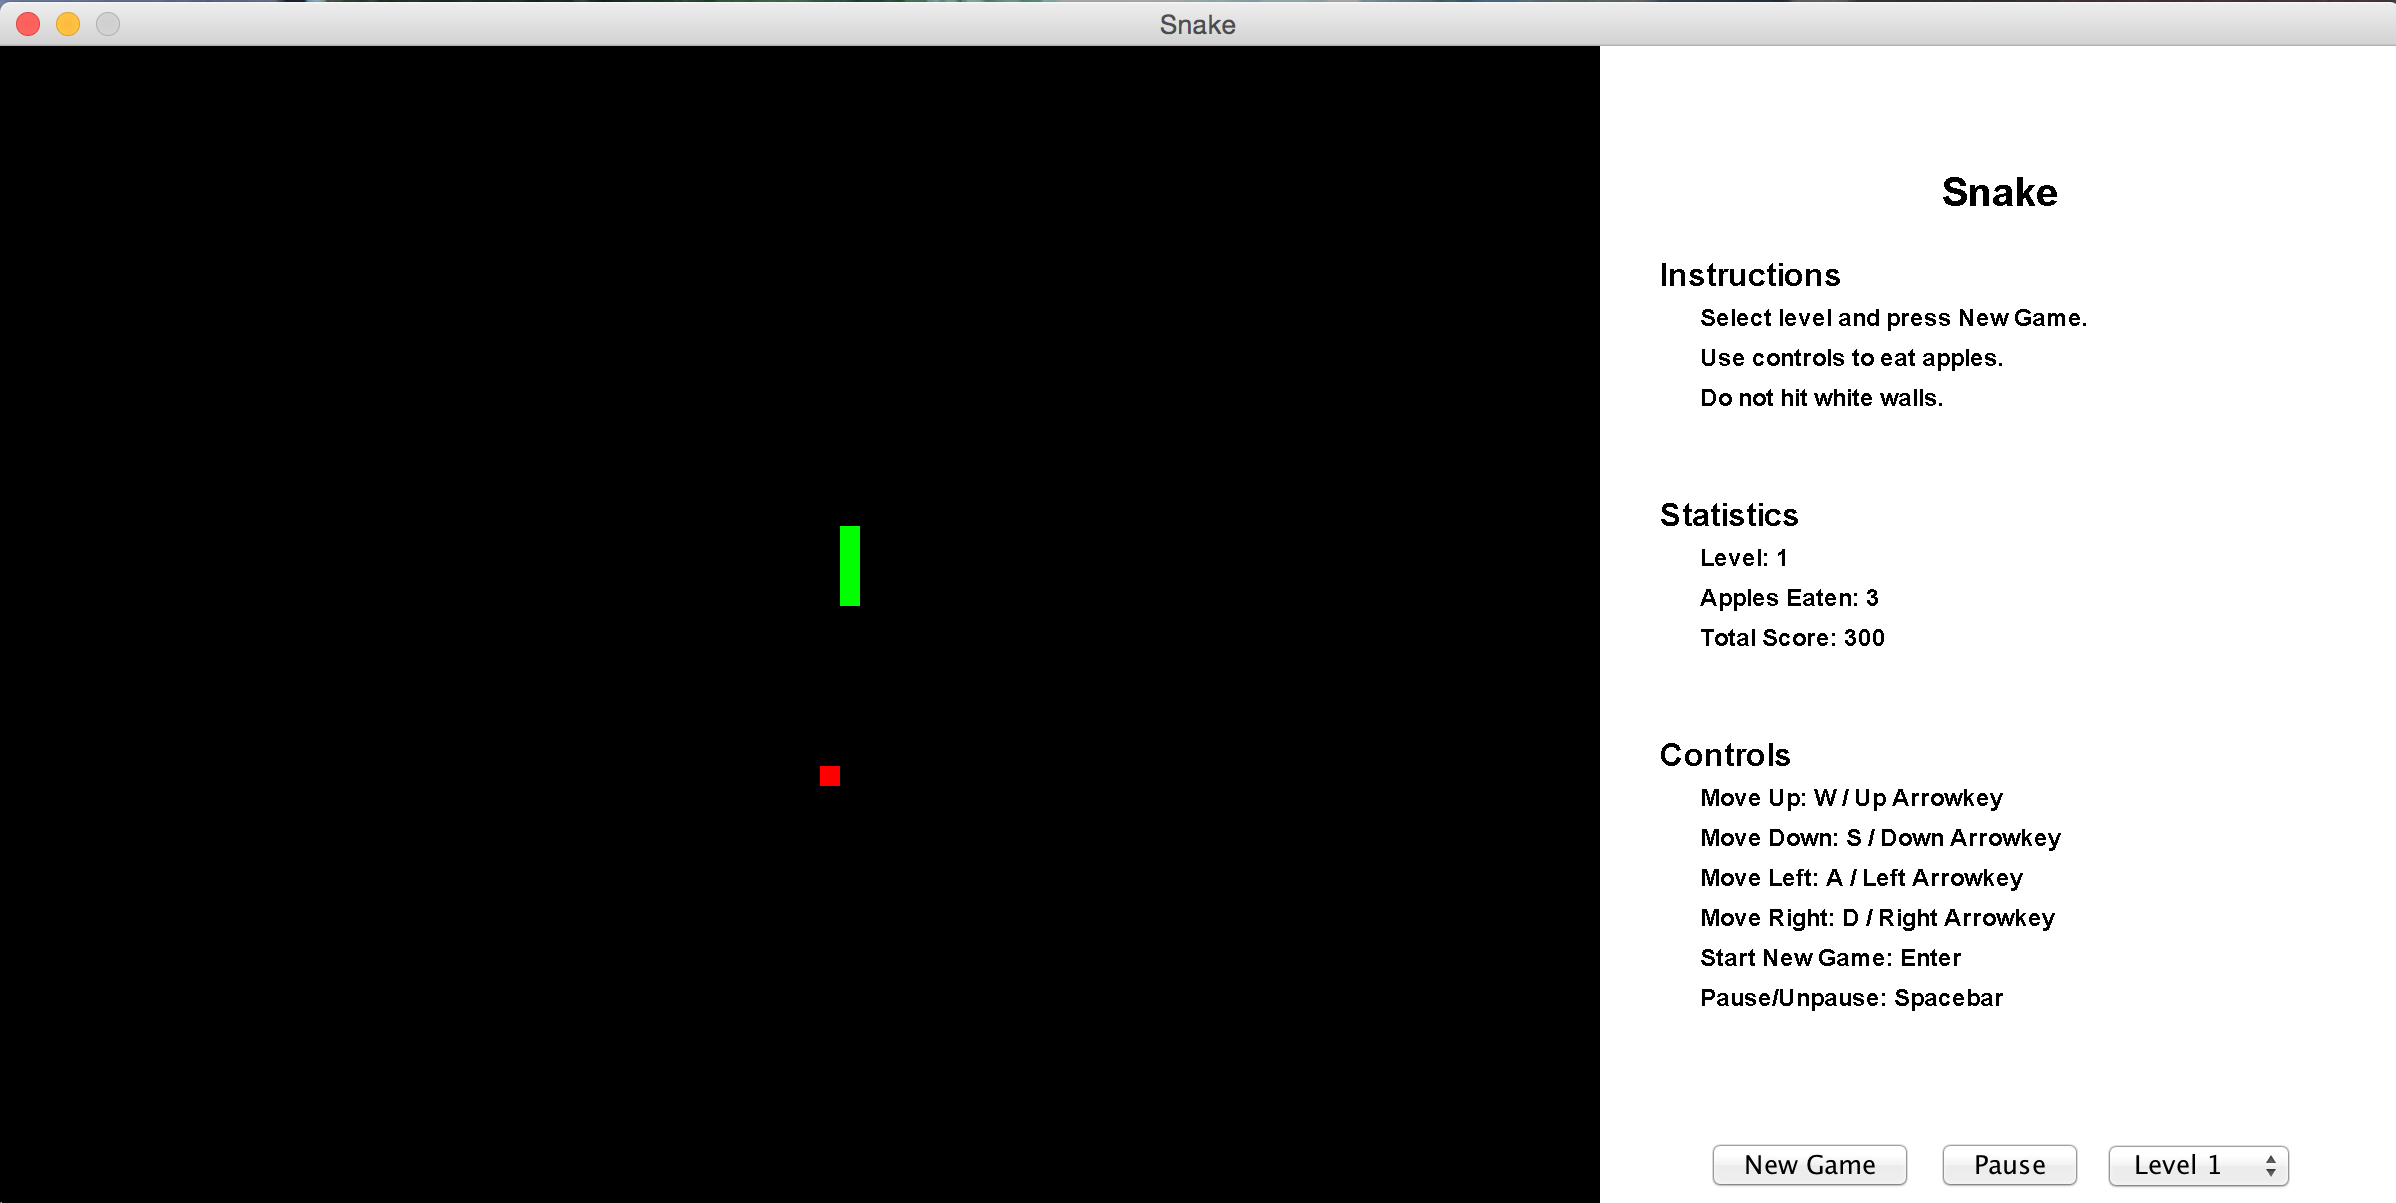 Snake
Snake
Instructions
Select level and press New Game.
Use controls to eat apples.
Do not hit white walls.
Statistics
Level: 1
Apples Eaten: 3
Total Score: 300
Controls
Move Up: W / Up Arrowkey
Move Down: S / Down Arrowkey
Move Left: A / Left Arrowkey
Move Right: D / Right Arrowkey
Start New Game: Enter
Pause/Unpause: Spacebar
New Game Pause Level 1